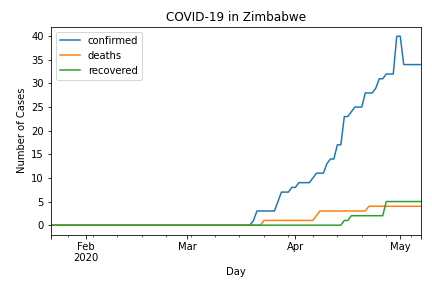 COVID-19 in Zimbabwe
confirmed
deaths
recovered
Number of Cases
40
35
30
25
20
15
10
5
0
Feb
2020
Mar
Apr
May
Day